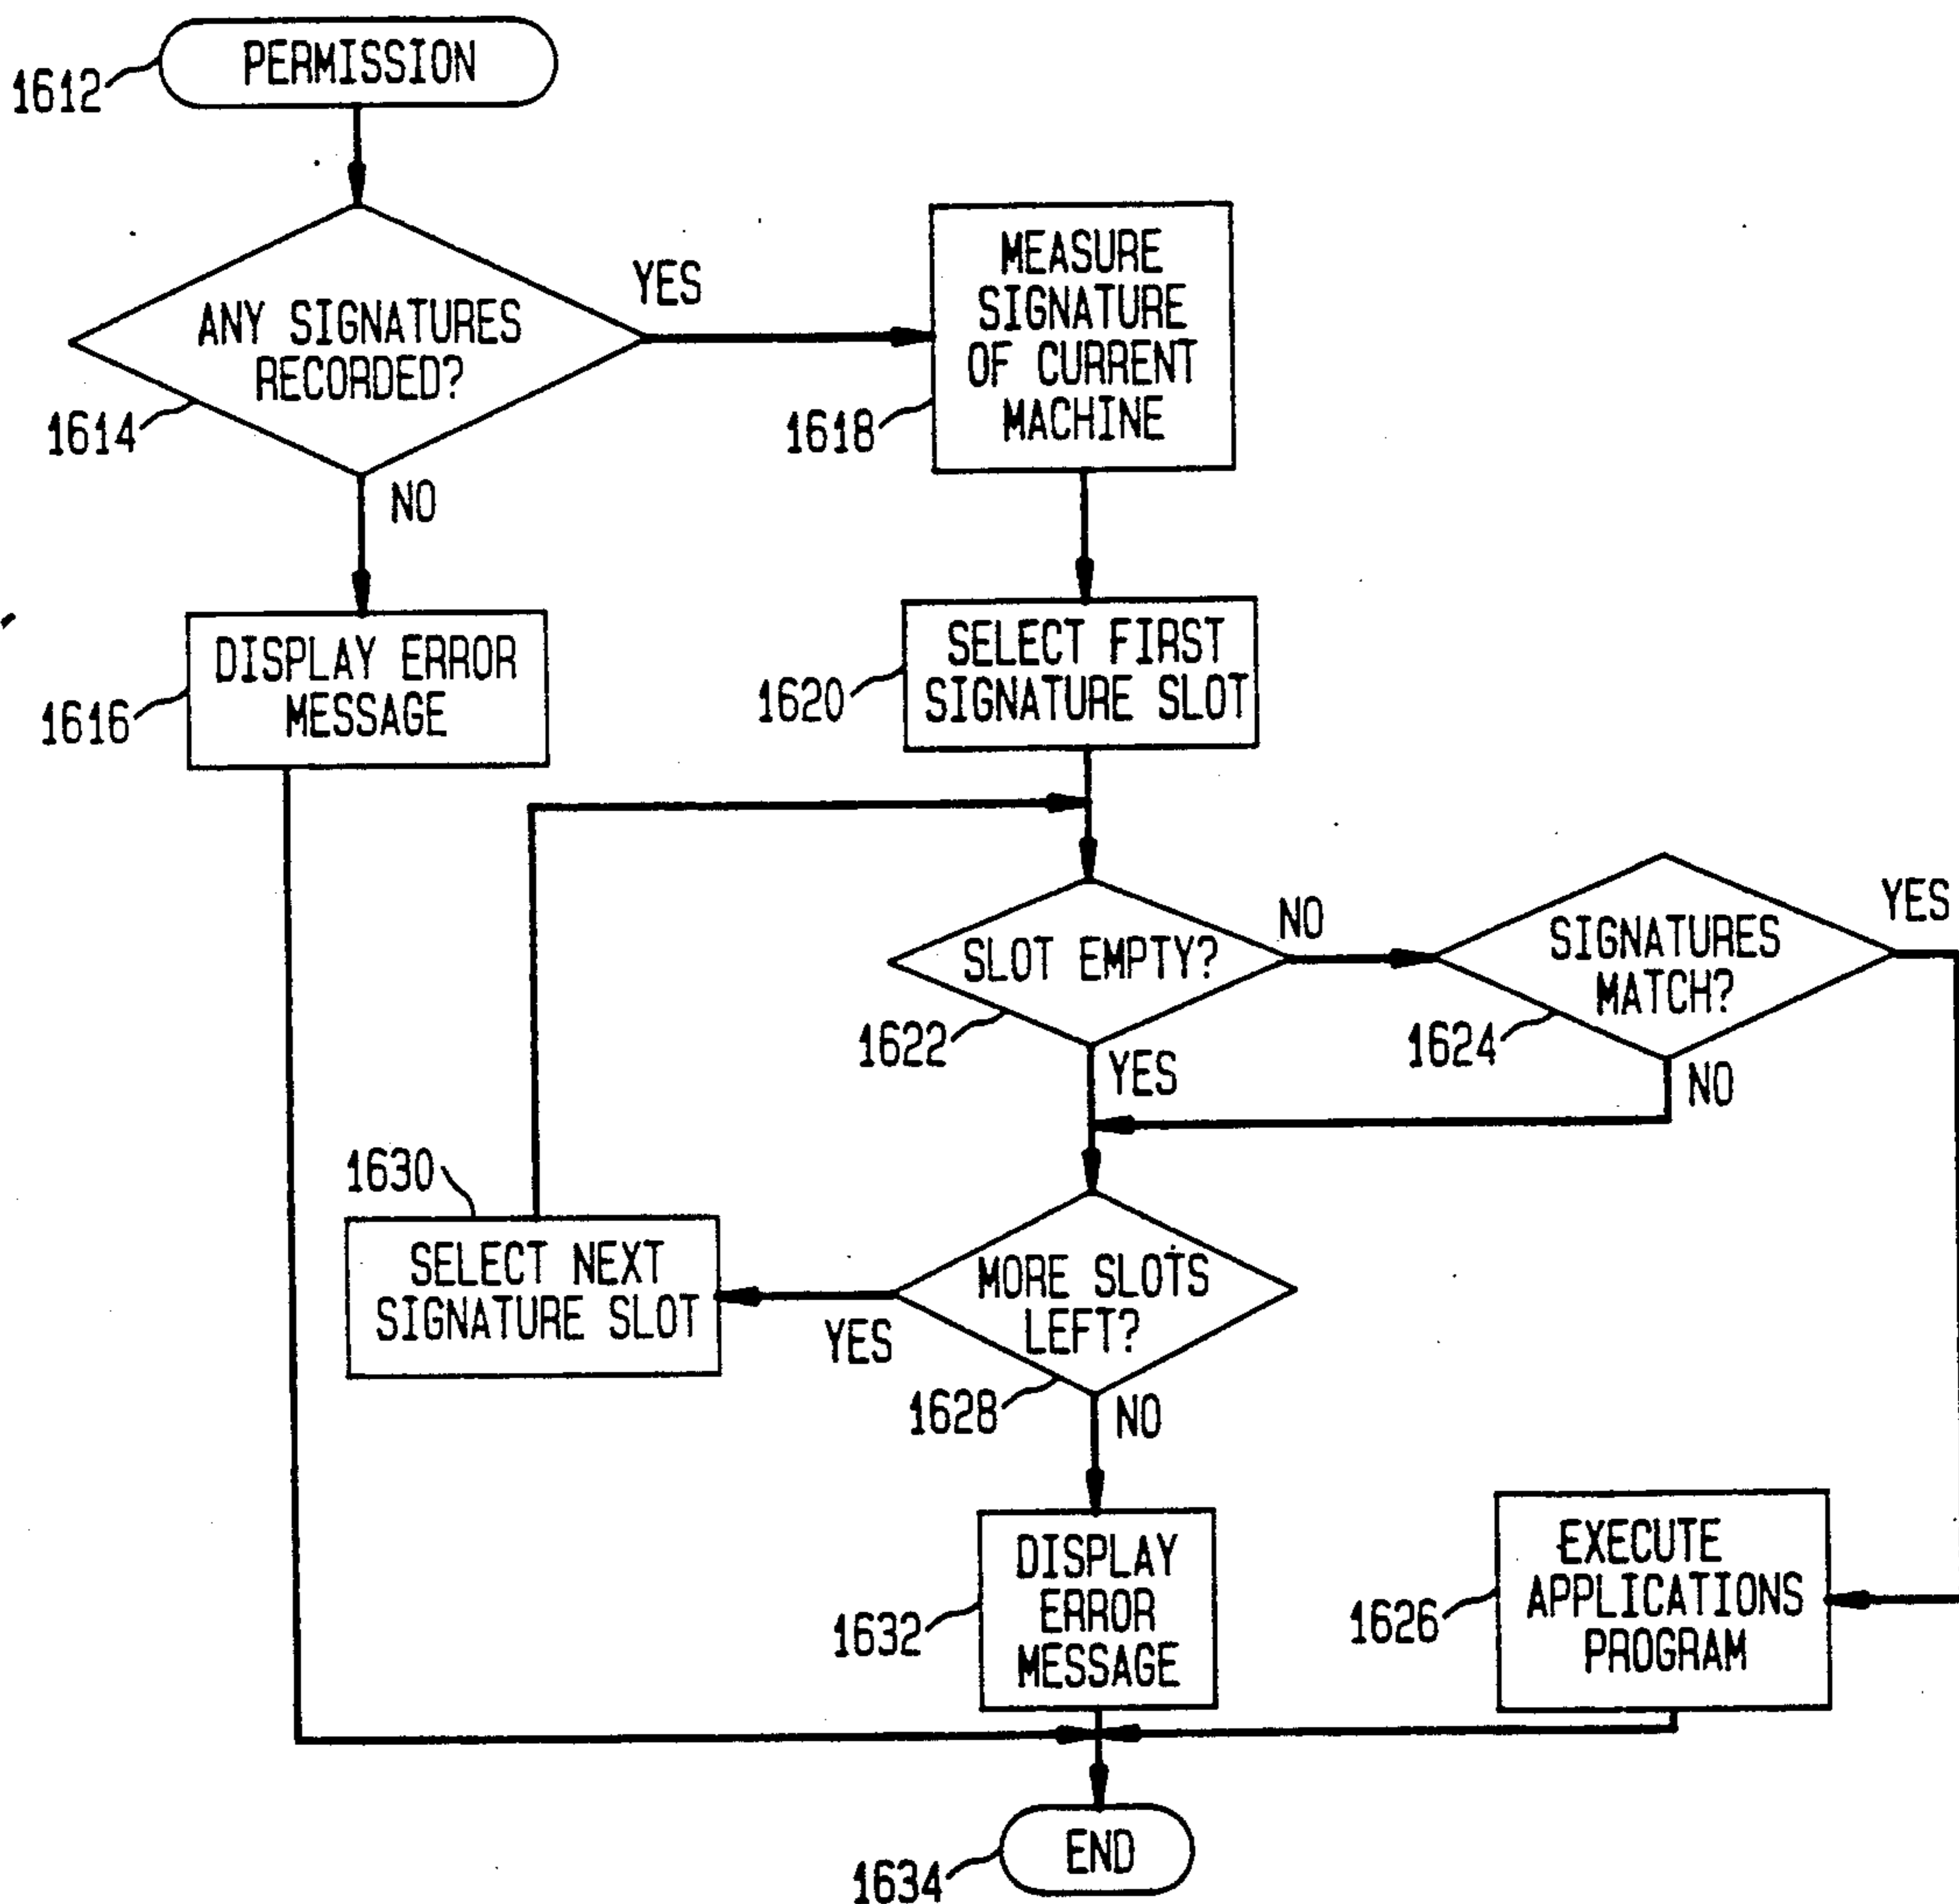 PERMISSION
1612
ANY SIGNATURES
RECORDED?
1614
YES
NO
MEASURE
SIGNATURE
OF CURRENT
MACHINE
1618
DISPLAY ERROR
MESSAGE
1616
SELECT FIRST
SIGNATURE SLOT
1620
SLOT EMPTY?
1622
NO
YES
SIGNATURES
MATCH?
1624
YES
NO
1630
SELECT NEXT
SIGNATURE SLOT
MORE SLOTS
LEFT?
YES
1628
NO
DISPLAY
ERROR
MESSAGE
1632
EXECUTE
APPLICATIONS
PROGRAM
1626
END
1634